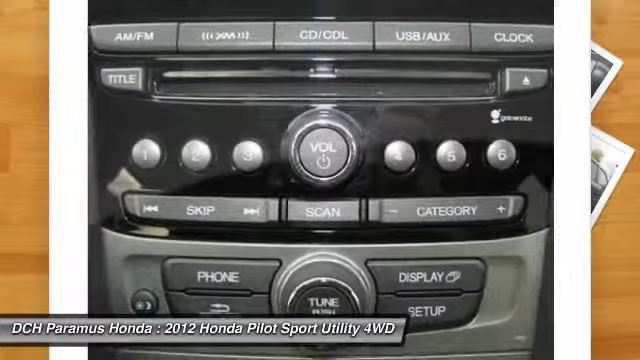 AM/FM XM CD/CDL USB/AUX CLOCK
TITLE
gracenote
VOL
1 2 3 4 5 6
SKIP SCAN − CATEGORY +
PHONE DISPLAY
TUNE
SETUP
DCH Paramus Honda : 2012 Honda Pilot Sport Utility 4WD